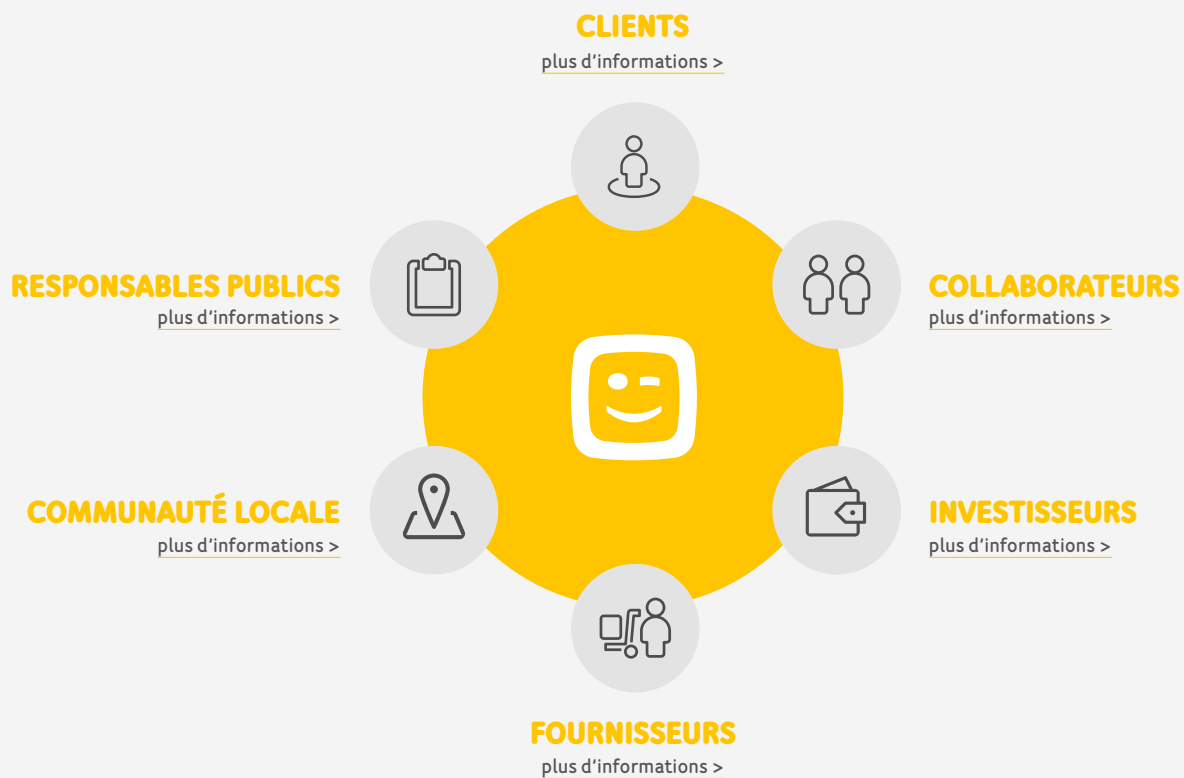 CLIENTS
plus d'informations >
RESPONSABLES PUBLICS
plus d'informations >
COLLABORATEURS
plus d'informations >
COMMUNAUTÉ LOCALE
plus d'informations >
INVESTISSEURS
plus d'informations >
FOURNISSEURS
plus d'informations >